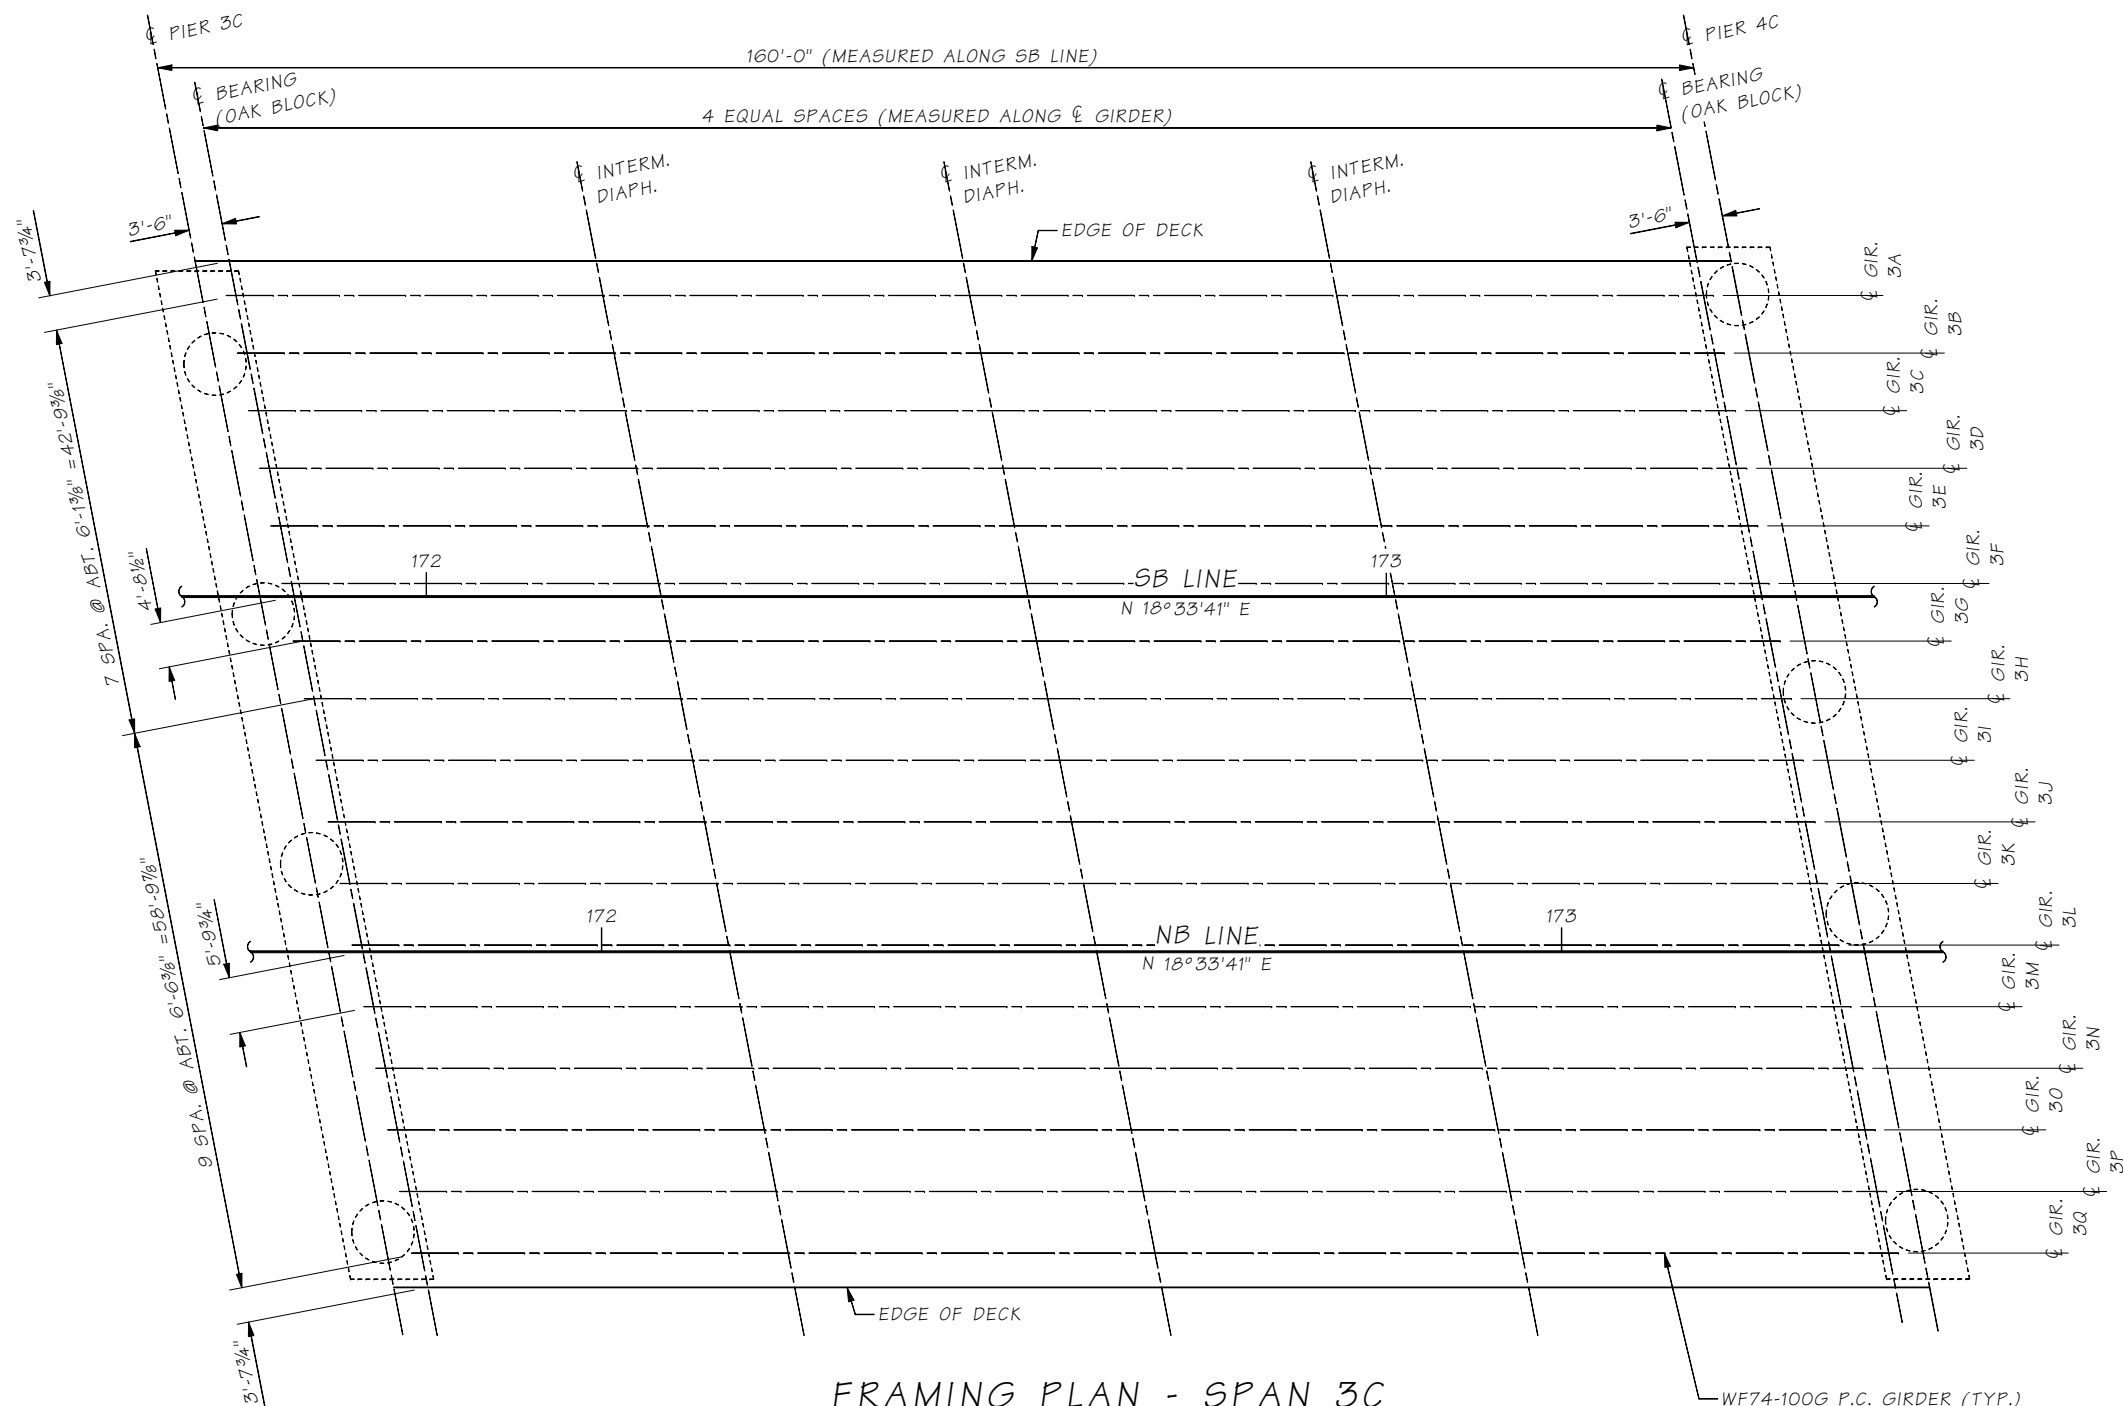 ℄ PIER 3C
℄ PIER 4C
160'-0" (MEASURED ALONG SB LINE)
℄ BEARING
(OAK BLOCK)
℄ BEARING
(OAK BLOCK)
4 EQUAL SPACES (MEASURED ALONG ℄ GIRDER)
℄ INTERM.
DIAPH.
℄ INTERM.
DIAPH.
℄ INTERM.
DIAPH.
3'-6"
3'-6"
EDGE OF DECK
3'-7¾"
℄ GIR.
3A
℄ GIR.
3B
℄ GIR.
3C
℄ GIR.
3D
℄ GIR.
3E
℄ GIR.
3F
℄ GIR.
3G
℄ GIR.
3H
℄ GIR.
3I
℄ GIR.
3J
℄ GIR.
3K
℄ GIR.
3L
℄ GIR.
3M
℄ GIR.
3N
℄ GIR.
3O
℄ GIR.
3P
℄ GIR.
3Q
7 SPA. @ ABT. 6'-1⅜" = 42'-9⅜"
4'-8½"
172
173
SB LINE
N 18°33'41" E
9 SPA. @ ABT. 6'-6⅜" = 58'-9⅞"
5'-9¾"
172
173
NB LINE
N 18°33'41" E
EDGE OF DECK
3'-7¾"
FRAMING PLAN - SPAN 3C
WF74-100G P.C. GIRDER (TYP.)